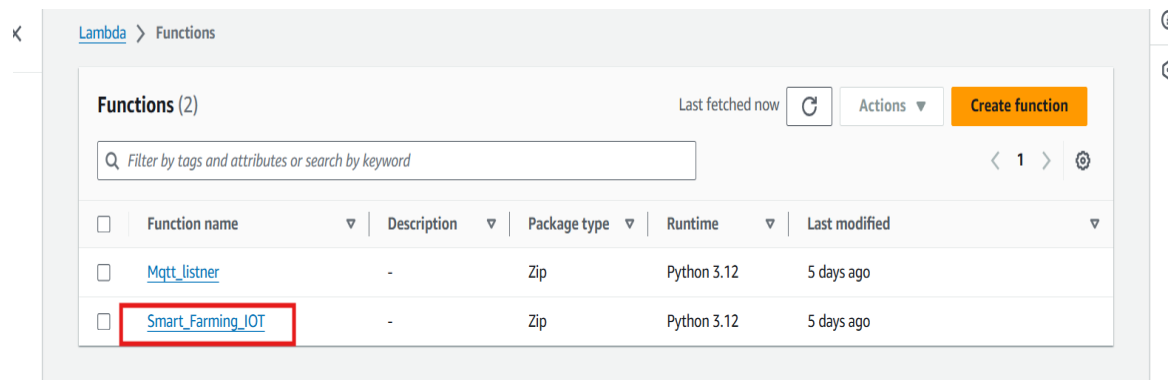 Lambda > Functions
Functions (2) Last fetched now Actions ▼ Create function
Filter by tags and attributes or search by keyword < 1 >
Function name Description Package type Runtime Last modified
Mqtt_listner - Zip Python 3.12 5 days ago
Smart_Farming_IOT - Zip Python 3.12 5 days ago